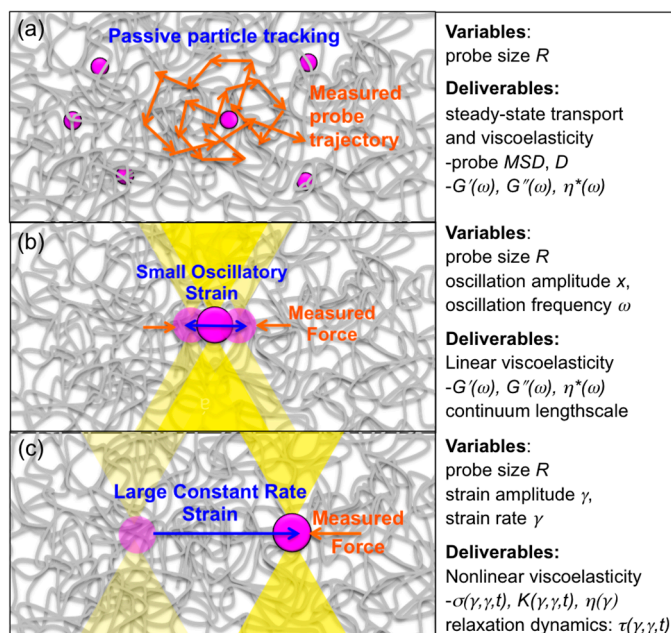 (a)
Passive particle tracking
Measured
probe
trajectory
Variables:
probe size R
Deliverables:
steady-state transport
and viscoelasticity
-probe MSD, D
-G′(ω), G″(ω), η*(ω)
(b)
Small Oscillatory
Strain
Measured
Force
e
Variables:
probe size R
oscillation amplitude x,
oscillation frequency ω
Deliverables:
Linear viscoelasticity
-G′(ω), G″(ω), η*(ω)
continuum lengthscale
(c)
Large Constant Rate
Strain
Measured
Force
Variables:
probe size R
strain amplitude γ,
strain rate γ
Deliverables:
Nonlinear viscoelasticity
-σ(γ,γ,t), K(γ,γ,t), η(γ)
relaxation dynamics: τ(γ,γ,t)